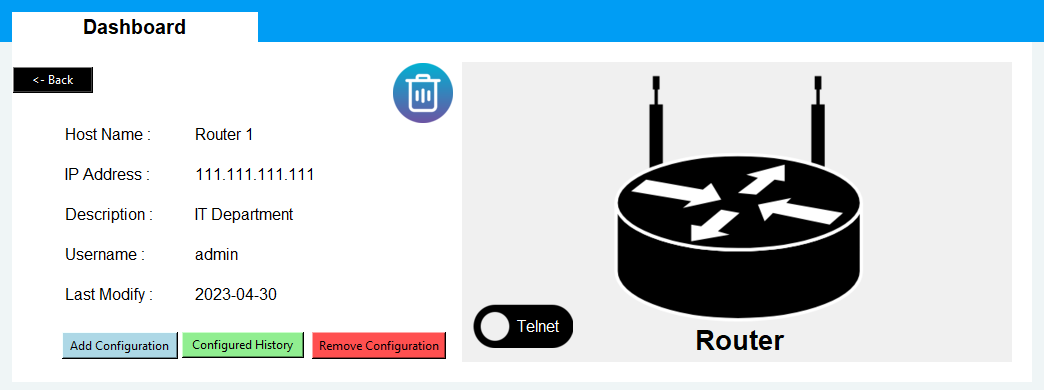 Dashboard
<- Back
Host Name : Router 1
IP Address : 111.111.111.111
Description : IT Department
Username : admin
Last Modify : 2023-04-30
Add Configuration Configured History Remove Configuration
Telnet
Router